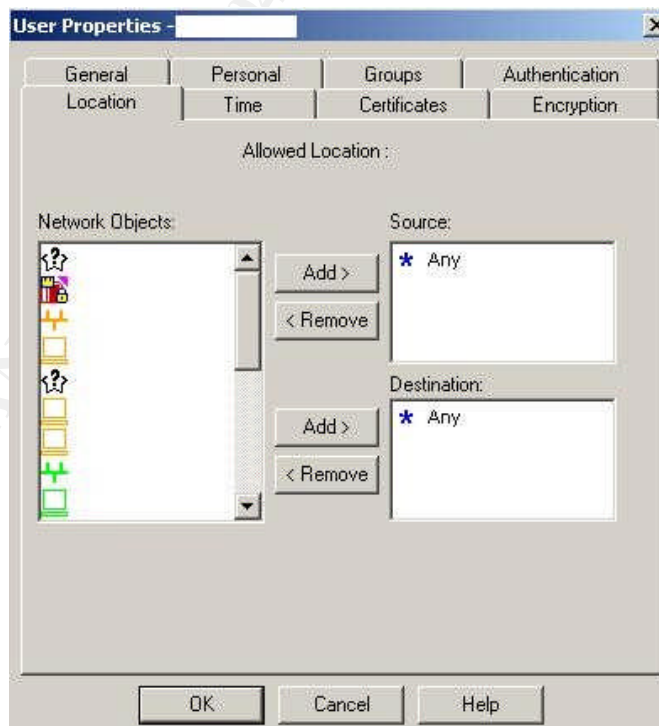 User Properties -
General Personal Groups Authentication
Location Time Certificates Encryption
Allowed Location :
Network Objects:
Source:
Add >
* Any
< Remove
Destination:
Add >
* Any
< Remove
OK Cancel Help